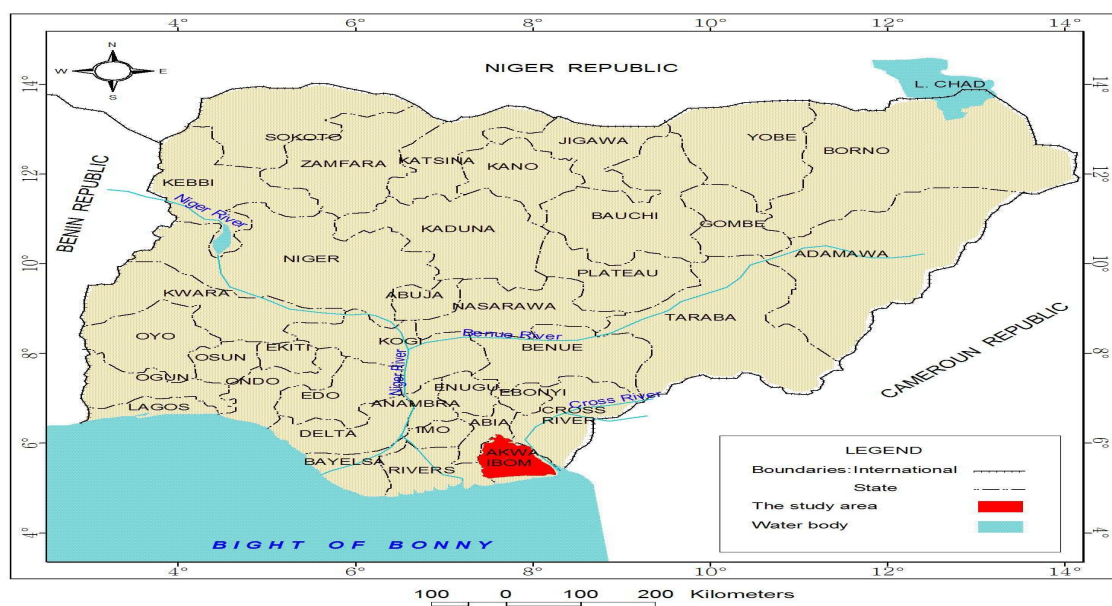 4° 6° 8° 10° 12° 14°
N
W E
S
NIGER REPUBLIC
14° 14°
L. CHAD
SOKOTO
JIGAWA
YOBE
ZAMFARA
KATSINA
KANO
BORNO
12° 12°
KEBBI
BENIN REPUBLIC
Niger River
BAUCHI
GOMBE
KADUNA
NIGER
ADAMAWA
10° 10°
PLATEAU
KWARA
ABUJA
NASARAWA
TARABA
CAMEROUN REPUBLIC
OYO
KOGI
Benue River
BENUE
8° 8°
OSUN
EKITI
Niger River
OGUN
ONDO
EDO
ENUGU
EBONYI
LAGOS
ANAMBRA
Cross River
CROSS
RIVER
DELTA
IMO
ABIA
6° 6°
BAYELSA
RIVERS
AKWA
IBOM
LEGEND
Boundaries: International
State
The study area
Water body
4° 4°
BIGHT OF BONNY
4° 6° 8° 10° 12° 14°
100 0 100 200 Kilometers